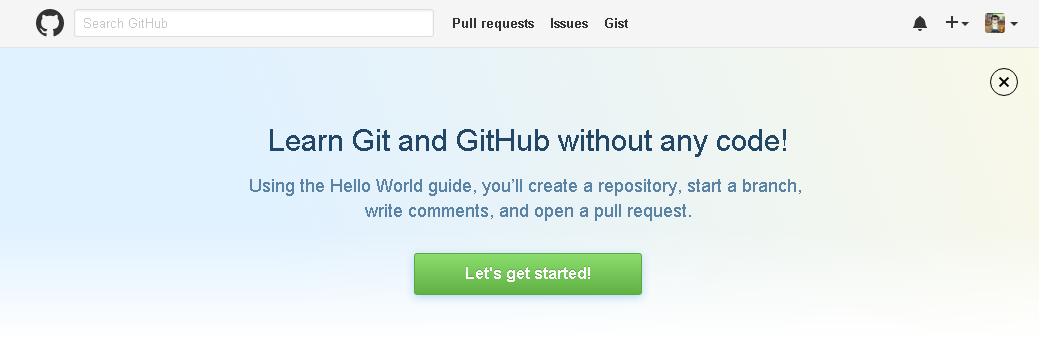 Search GitHub
Pull requests Issues Gist
Learn Git and GitHub without any code!
Using the Hello World guide, you’ll create a repository, start a branch,
write comments, and open a pull request.
Let's get started!